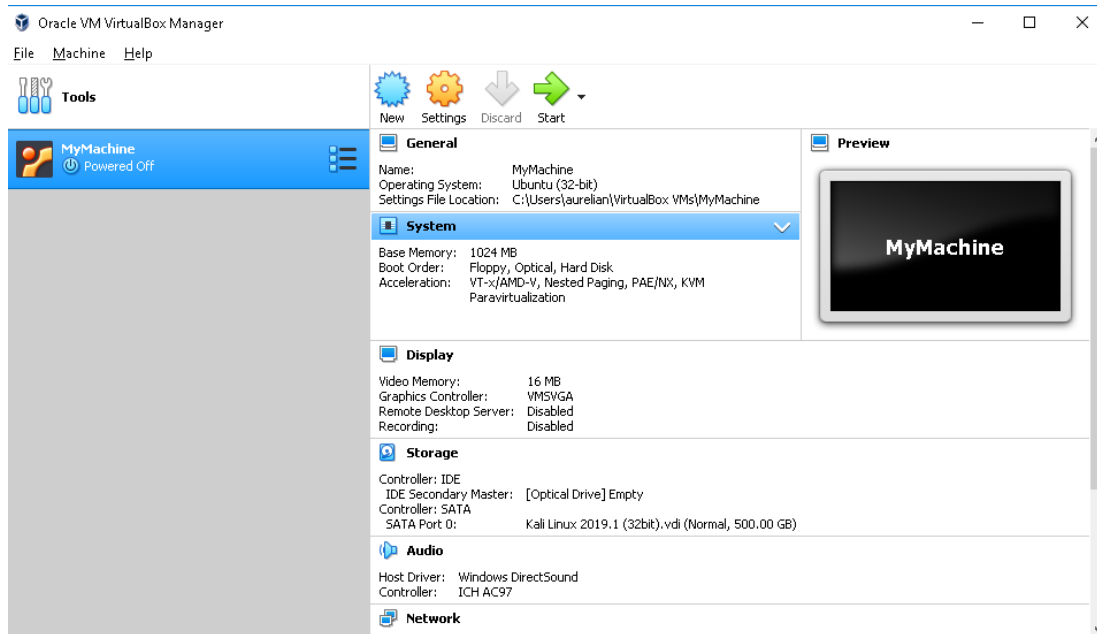 Oracle VM VirtualBox Manager
File Machine Help
Tools
New Settings Discard Start
MyMachine
Powered Off
General
Name: MyMachine
Operating System: Ubuntu (32-bit)
Settings File Location: C:\Users\aurelian\VirtualBox VMs\MyMachine
Preview
MyMachine
System
Base Memory: 1024 MB
Boot Order: Floppy, Optical, Hard Disk
Acceleration: VT-x/AMD-V, Nested Paging, PAE/NX, KVM
Paravirtualization
Display
Video Memory: 16 MB
Graphics Controller: VMSVGA
Remote Desktop Server: Disabled
Recording: Disabled
Storage
Controller: IDE
IDE Secondary Master: [Optical Drive] Empty
Controller: SATA
SATA Port 0: Kali Linux 2019.1 (32bit).vdi (Normal, 500.00 GB)
Audio
Host Driver: Windows DirectSound
Controller: ICH AC97
Network